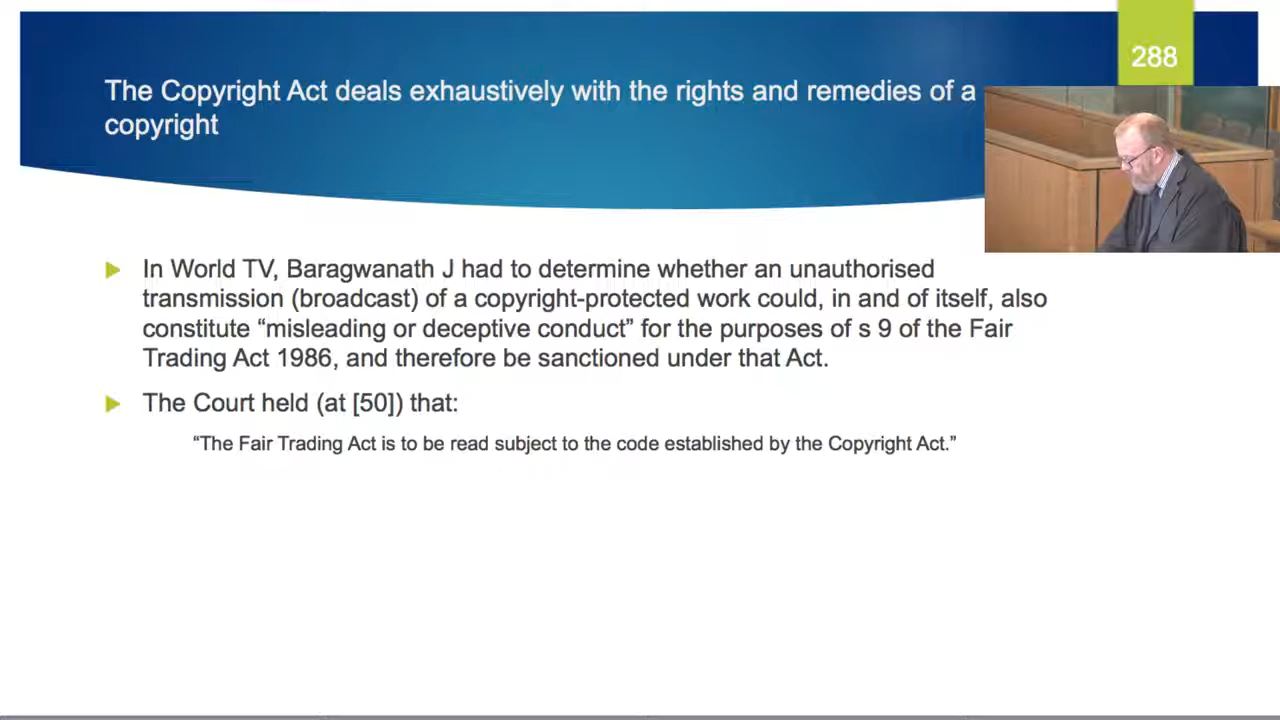 288
The Copyright Act deals exhaustively with the rights and remedies of a
copyright
In World TV, Baragwanath J had to determine whether an unauthorised
transmission (broadcast) of a copyright-protected work could, in and of itself, also
constitute “misleading or deceptive conduct” for the purposes of s 9 of the Fair
Trading Act 1986, and therefore be sanctioned under that Act.
The Court held (at [50]) that:
“The Fair Trading Act is to be read subject to the code established by the Copyright Act.”